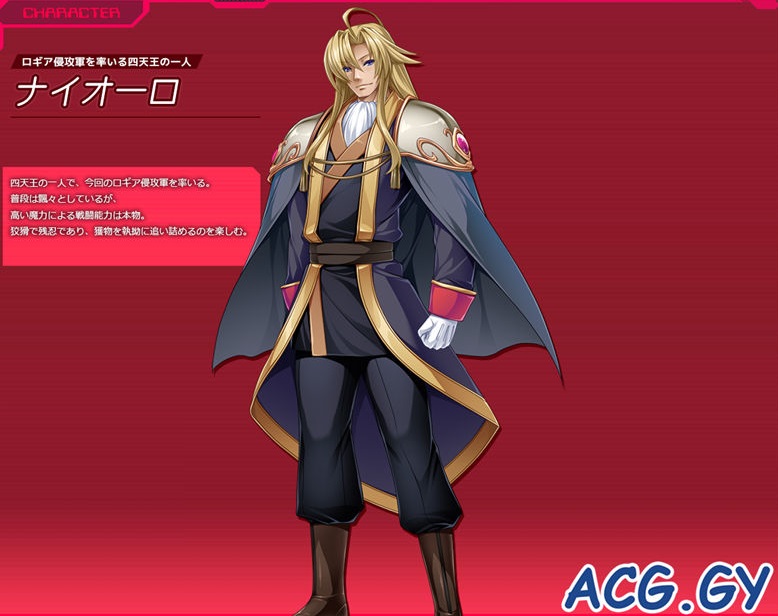 CHARACTER
ロギア侵攻軍を率いる四天王の一人
ナイオーロ
四天王の一人で、今回のロギア侵攻軍を率いる。
普段は飄々としているが、
高い魔力による戦闘能力は本物。
狡猾で残忍であり、獲物を執拗に追い詰めるのを楽しむ。
ACG.GY